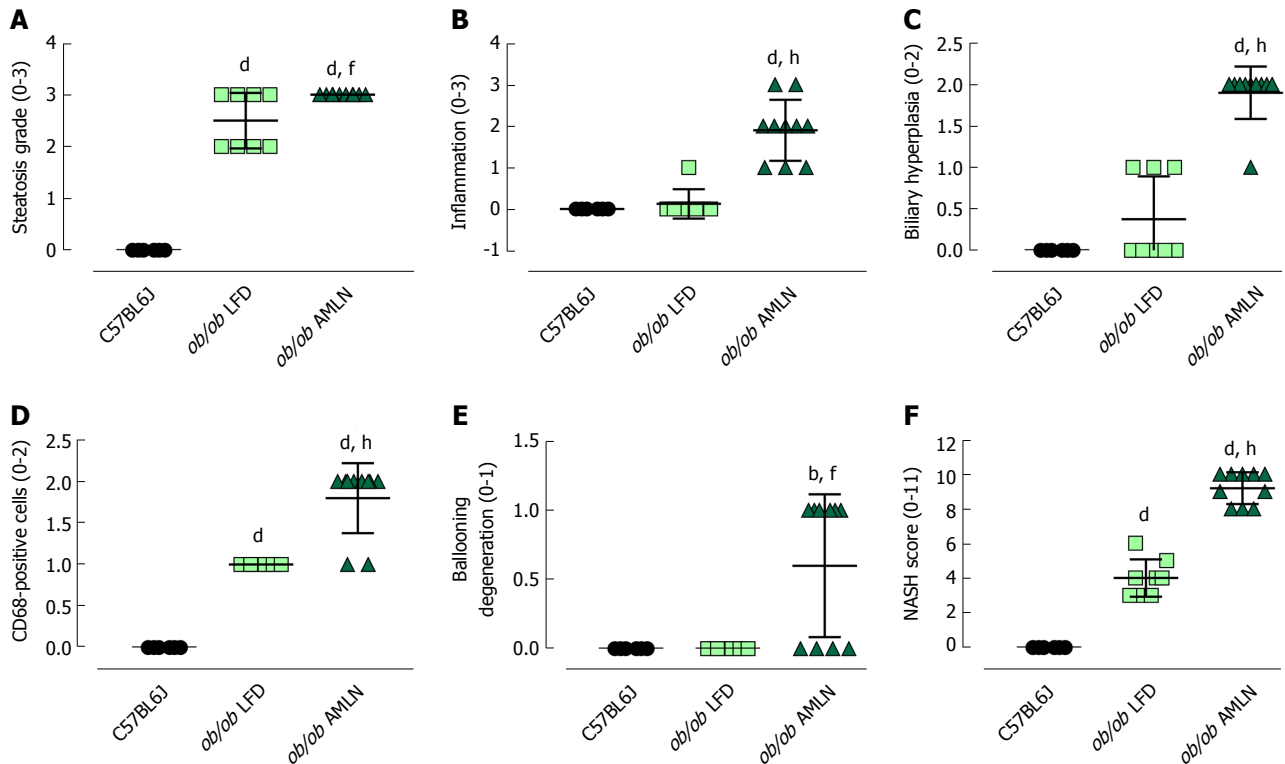 A
Steatosis grade (0-3)
4
3
2
1
0
d
d, f
C57BL6J
ob/ob LFD
ob/ob AMLN
B
Inflammation (0-3)
4
3
2
1
0
-1
d, h
C57BL6J
ob/ob LFD
ob/ob AMLN
C
Biliary hyperplasia (0-2)
2.5
2.0
1.5
1.0
0.5
0.0
d, h
C57BL6J
ob/ob LFD
ob/ob AMLN
D
CD68-positive cells (0-2)
2.5
2.0
1.5
1.0
0.5
0.0
d
d, h
C57BL6J
ob/ob LFD
ob/ob AMLN
E
Ballooning
degeneration (0-1)
1.5
1.0
0.5
0.0
b, f
C57BL6J
ob/ob LFD
ob/ob AMLN
F
NASH score (0-11)
12
10
8
6
4
2
0
d
d, h
C57BL6J
ob/ob LFD
ob/ob AMLN